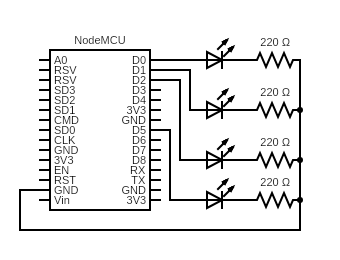 NodeMCU
A0 D0
RSV D1
RSV D2
SD3 D3
SD2 D4
SD1 3V3
CMD GND
SD0 D5
CLK D6
GND D7
3V3 D8
EN RX
RST TX
GND GND
Vin 3V3
220 Ω
220 Ω
220 Ω
220 Ω